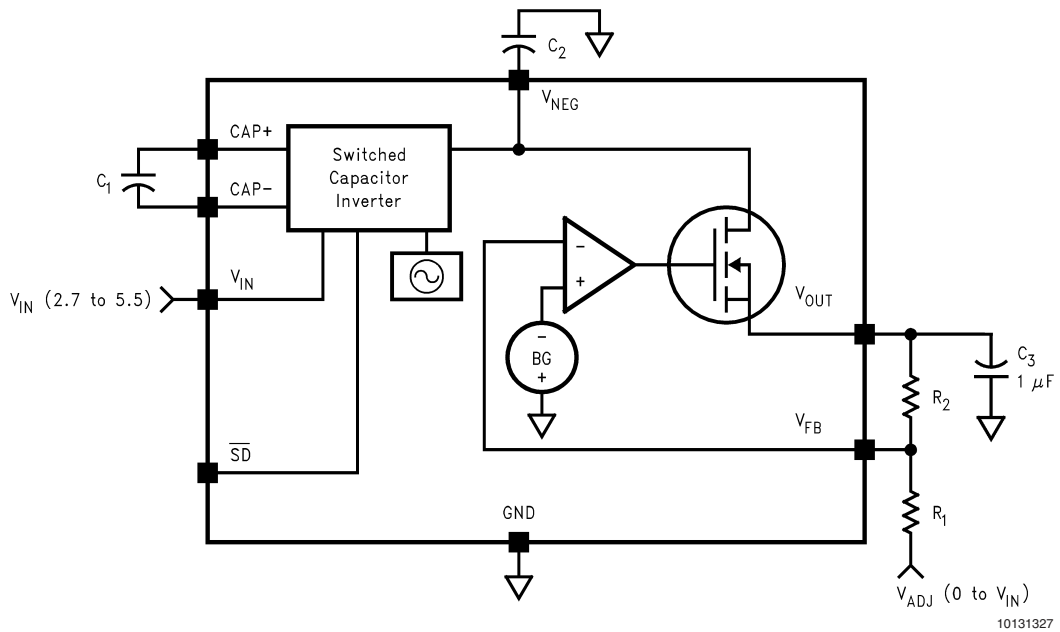 C2
VNEG
CAP+
Switched
Capacitor
Inverter
C1
CAP-
VIN
VIN (2.7 to 5.5)
-
+
VOUT
-
BG
+
C3
1 μF
R2
VFB
SD
GND
R1
VADJ (0 to VIN)
10131327